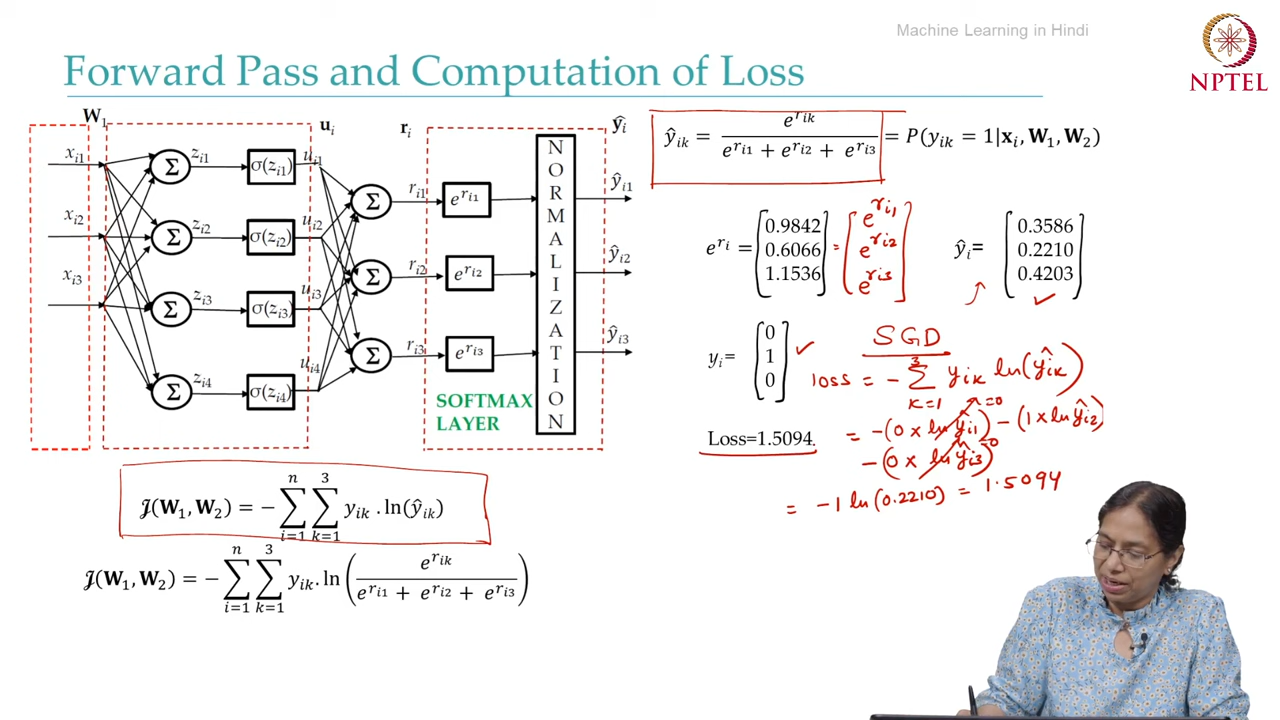 Machine Learning in Hindi
NPTEL
Forward Pass and Computation of Loss
W₁ uᵢ rᵢ ŷᵢ
xᵢ₁ zᵢ₁ σ(zᵢ₁) uᵢ₁
xᵢ₂ zᵢ₂ σ(zᵢ₂) uᵢ₂
xᵢ₃ zᵢ₃ σ(zᵢ₃) uᵢ₃
zᵢ₄ σ(zᵢ₄) uᵢ₄
Σ Σ Σ Σ
Σ rᵢ₁ e^{rᵢ₁} ŷᵢ₁
Σ rᵢ₂ e^{rᵢ₂} ŷᵢ₂
Σ rᵢ₃ e^{rᵢ₃} ŷᵢ₃
NORMALIZATION
SOFTMAX
LAYER
𝒥(W₁, W₂) = − ∑_{i=1}^{n} ∑_{k=1}^{3} yᵢₖ . ln(ŷᵢₖ)
𝒥(W₁, W₂) = − ∑_{i=1}^{n} ∑_{k=1}^{3} yᵢₖ. ln( e^{rᵢₖ} / (e^{rᵢ₁} + e^{rᵢ₂} + e^{rᵢ₃}) )
ŷᵢₖ = e^{rᵢₖ} / (e^{rᵢ₁} + e^{rᵢ₂} + e^{rᵢ₃}) = P(yᵢₖ = 1|xᵢ, W₁, W₂)
e^{rᵢ} = [0.9842 0.6066 1.1536] = [e^{rᵢ₁} e^{rᵢ₂} e^{rᵢ₃}]
ŷᵢ= [0.3586 0.2210 0.4203] ✓
yᵢ= [0 1 0] ✓
SGD
loss = − ∑_{k=1}^{3} yᵢₖ ln(ŷᵢₖ)
Loss=1.5094.
= −(0 × ln ŷᵢ₁) =0 − (1 × ln ŷᵢ₂)
− (0 × ln ŷᵢ₃) =0
= −1 ln(0.2210) = 1.5094